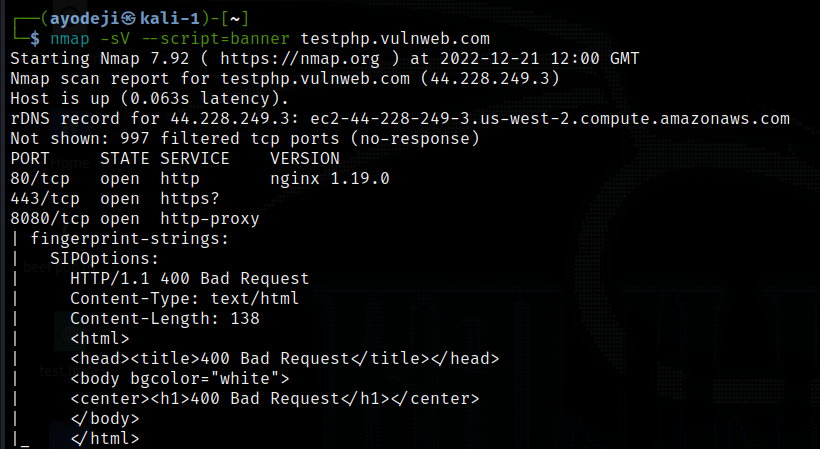 ┌──(ayodeji㉿kali-1)-[~]
└─$ nmap -sV --script=banner testphp.vulnweb.com
Starting Nmap 7.92 ( https://nmap.org ) at 2022-12-21 12:00 GMT
Nmap scan report for testphp.vulnweb.com (44.228.249.3)
Host is up (0.063s latency).
rDNS record for 44.228.249.3: ec2-44-228-249-3.us-west-2.compute.amazonaws.com
Not shown: 997 filtered tcp ports (no-response)
PORT     STATE SERVICE    VERSION
80/tcp   open  http       nginx 1.19.0
443/tcp  open  https?
8080/tcp open  http-proxy
| fingerprint-strings:
|   SIPOptions:
|     HTTP/1.1 400 Bad Request
|     Content-Type: text/html
|     Content-Length: 138
|     <html>
|     <head><title>400 Bad Request</title></head>
|     <body bgcolor="white">
|     <center><h1>400 Bad Request</h1></center>
|     </body>
|_    </html>